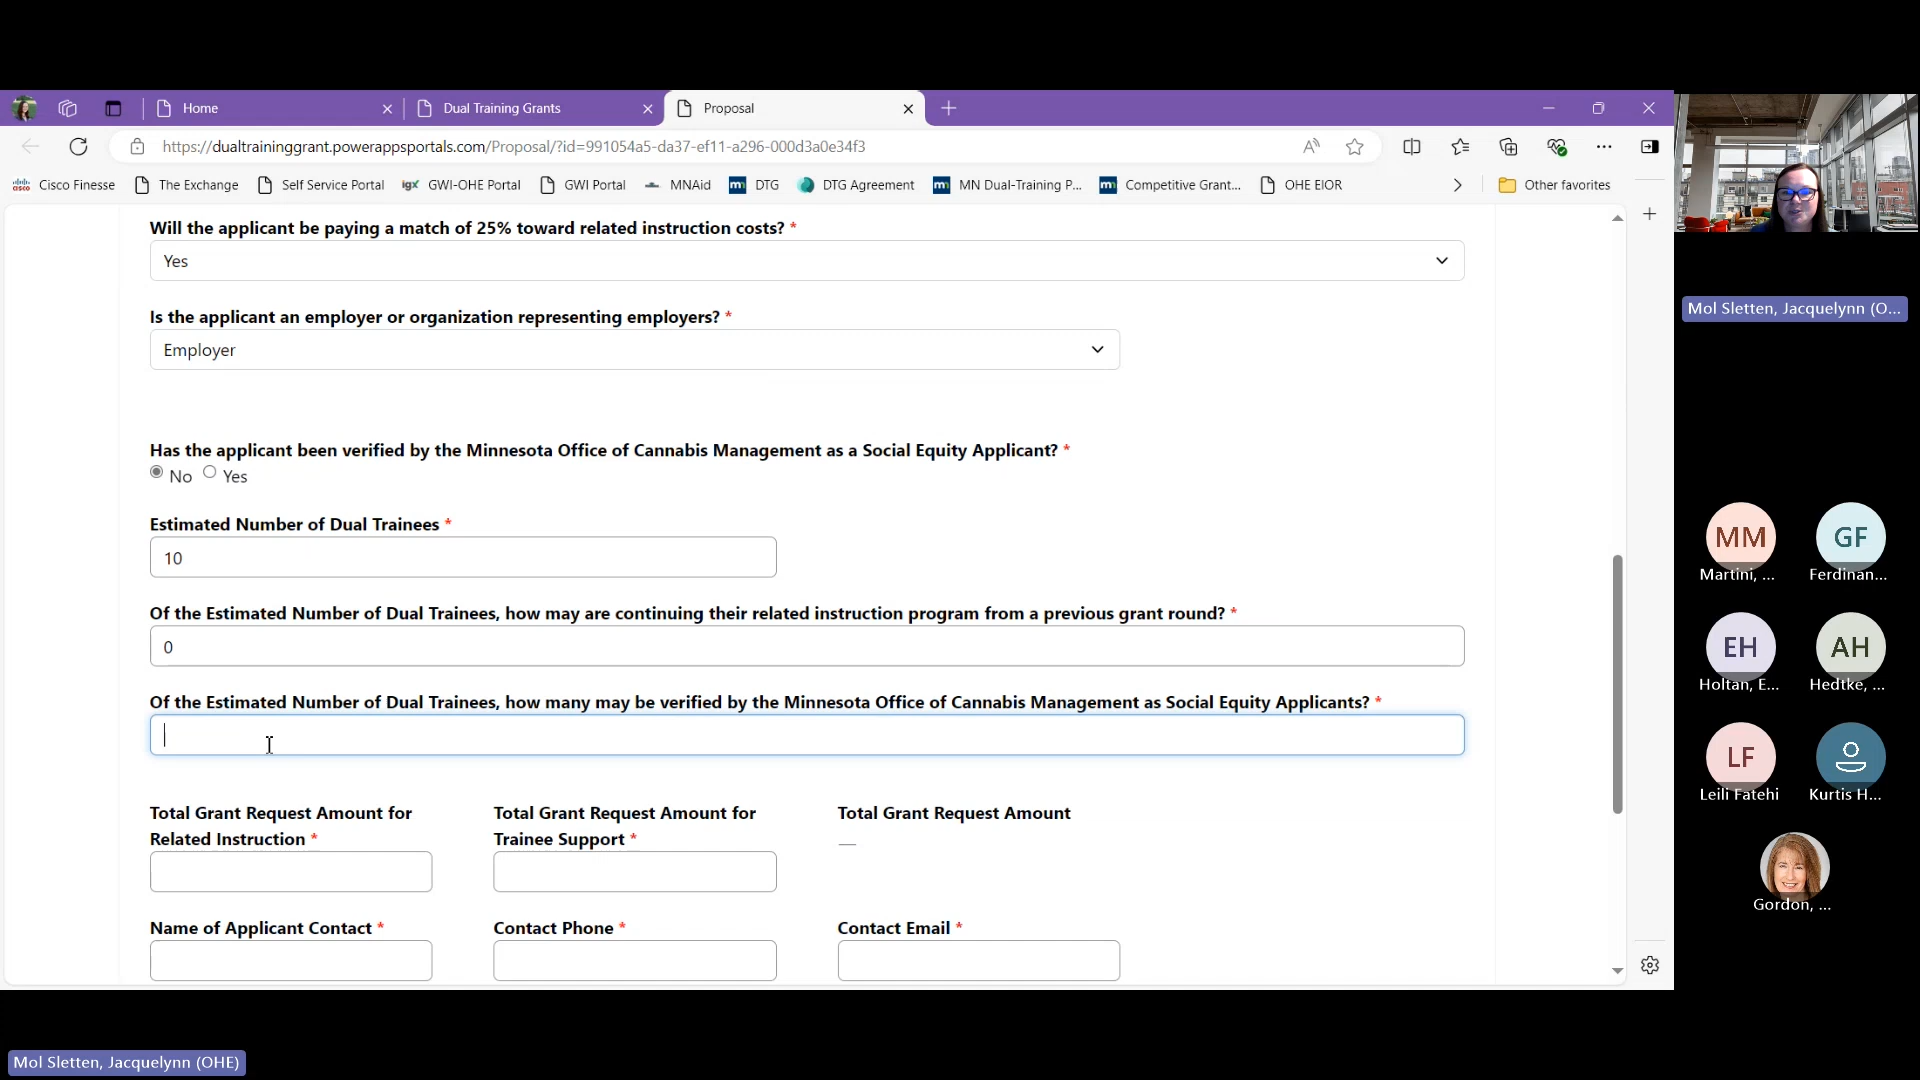 Home
Dual Training Grants
Proposal
https://dualtraininggrant.powerappsportals.com/Proposal/?id=991054a5-da37-ef11-a296-000d3a0e34f3
cisco Cisco Finesse
The Exchange
Self Service Portal
igx GWI-OHE Portal
GWI Portal
MNAid
mn DTG
DTG Agreement
mn MN Dual-Training P...
mn Competitive Grant...
OHE EIOR
Other favorites
Will the applicant be paying a match of 25% toward related instruction costs? *
Yes
Is the applicant an employer or organization representing employers? *
Employer
Has the applicant been verified by the Minnesota Office of Cannabis Management as a Social Equity Applicant? *
No Yes
Estimated Number of Dual Trainees *
10
Of the Estimated Number of Dual Trainees, how may are continuing their related instruction program from a previous grant round? *
0
Of the Estimated Number of Dual Trainees, how many may be verified by the Minnesota Office of Cannabis Management as Social Equity Applicants? *
Total Grant Request Amount for
Related Instruction *
Total Grant Request Amount for
Trainee Support *
Total Grant Request Amount
—
Name of Applicant Contact *
Contact Phone *
Contact Email *
Mol Sletten, Jacquelynn (O...
MM
Martini, ...
GF
Ferdinan...
EH
Holtan, E...
AH
Hedtke, ...
LF
Leili Fatehi
Kurtis H...
Gordon, ...
Mol Sletten, Jacquelynn (OHE)